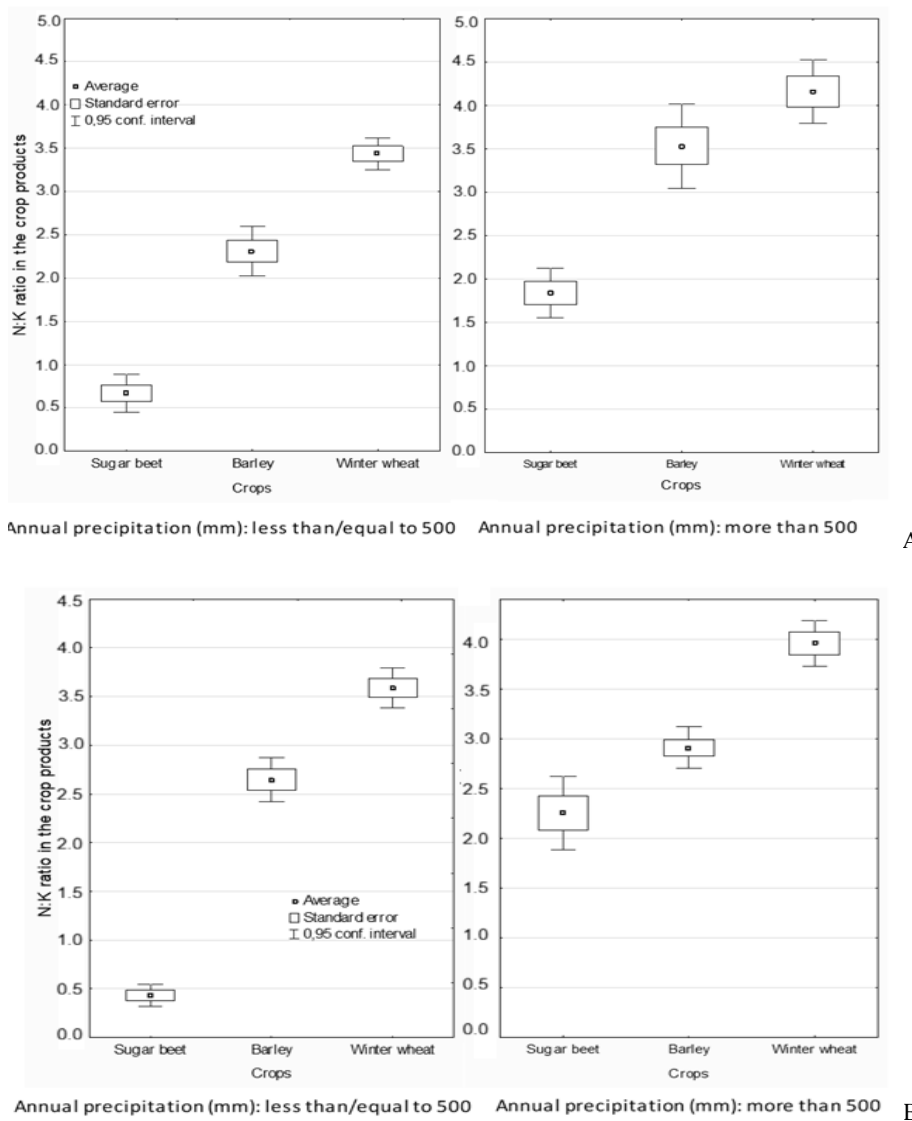 5.0
4.5
4.0
3.5
3.0
2.5
2.0
1.5
1.0
0.5
0.0
N:K ratio in the crop products
Average
Standard error
0,95 conf. interval
Sugar beet Barley Winter wheat
Crops
Annual precipitation (mm): less than/equal to 500
5.0
4.5
4.0
3.5
3.0
2.5
2.0
1.5
1.0
0.5
0.0
Sugar beet Barley Winter wheat
Crops
Annual precipitation (mm): more than 500
A
4.5
4.0
3.5
3.0
2.5
2.0
1.5
1.0
0.5
0.0
N:K ratio in the crop products
Average
Standard error
0,95 conf. interval
Sugar beet Barley Winter wheat
Crops
Annual precipitation (mm): less than/equal to 500
4.0
3.5
3.0
2.5
2.0
1.5
1.0
0.5
0.0
Sugar beet Barley Winter wheat
Crops
Annual precipitation (mm): more than 500
B